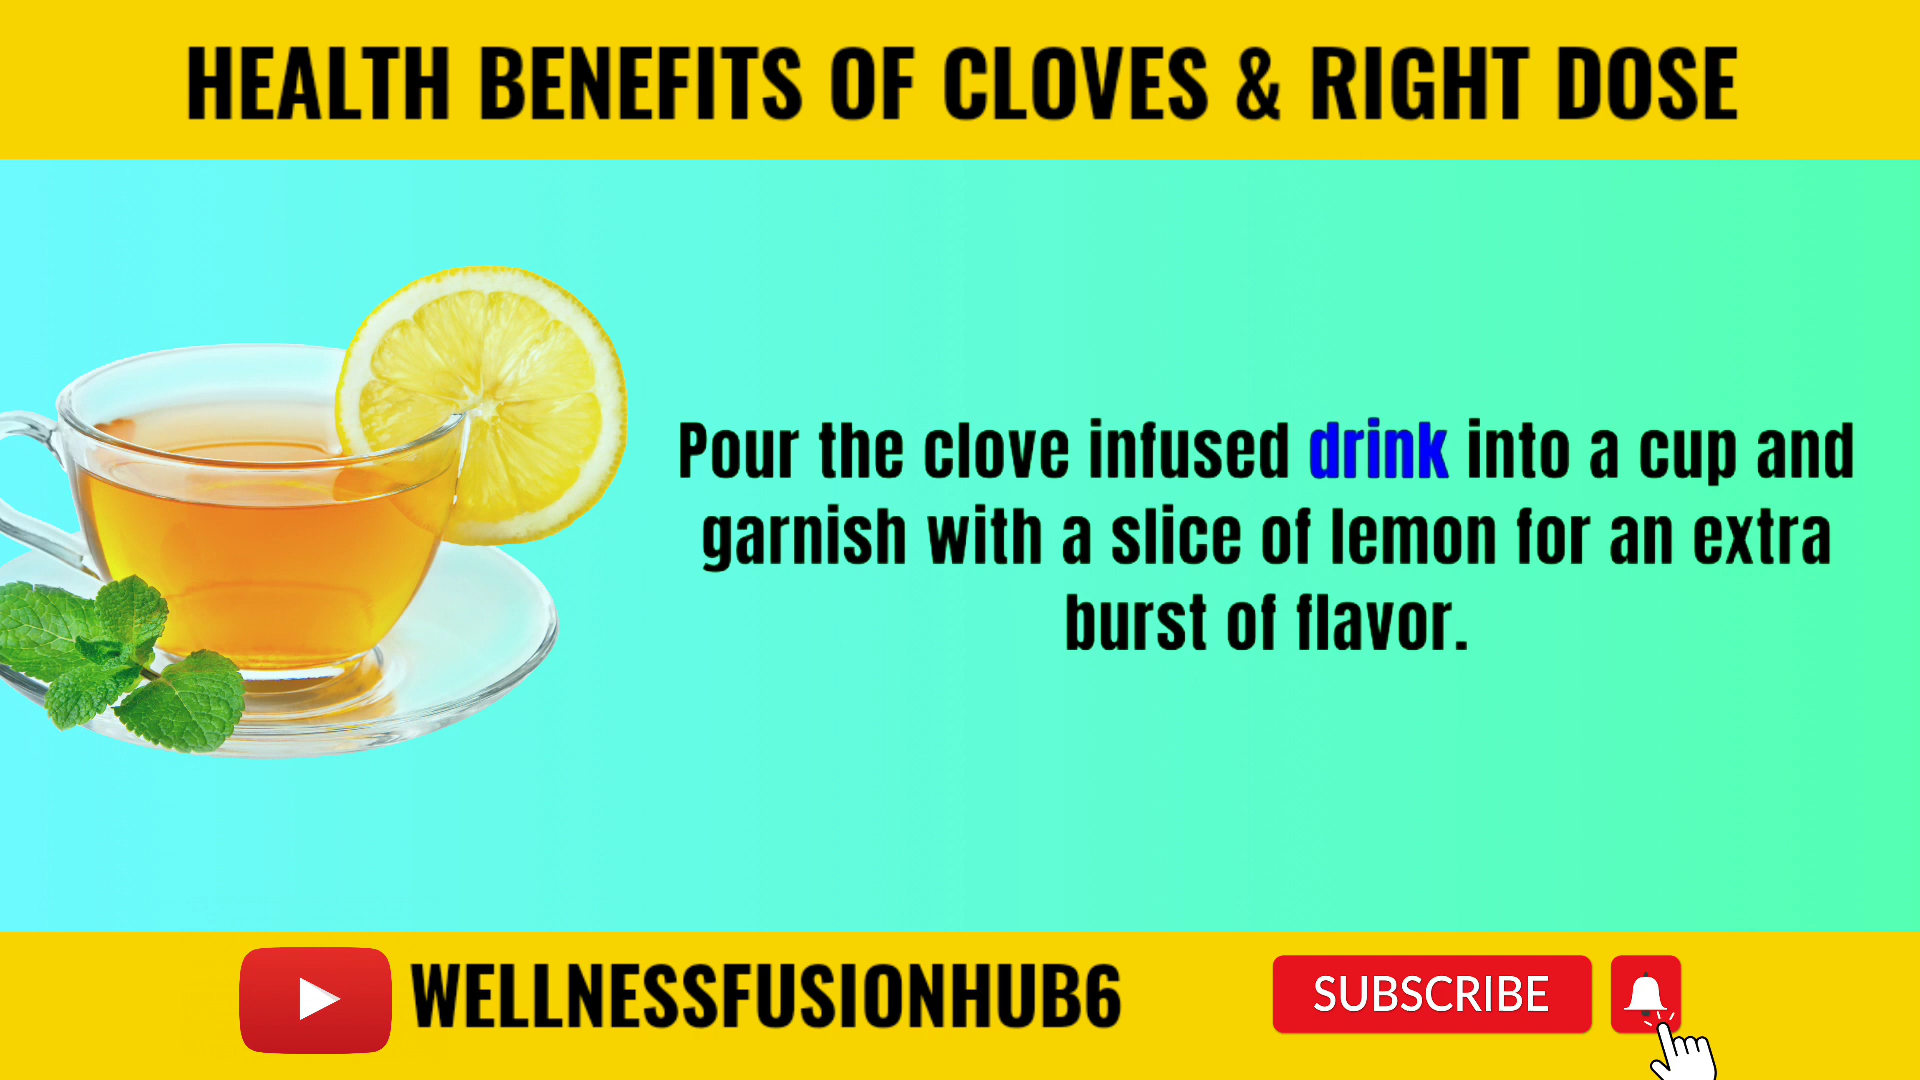 HEALTH BENEFITS OF CLOVES & RIGHT DOSE
Pour the clove infused drink into a cup and
garnish with a slice of lemon for an extra
burst of flavor.
WELLNESSFUSIONHUB6
SUBSCRIBE